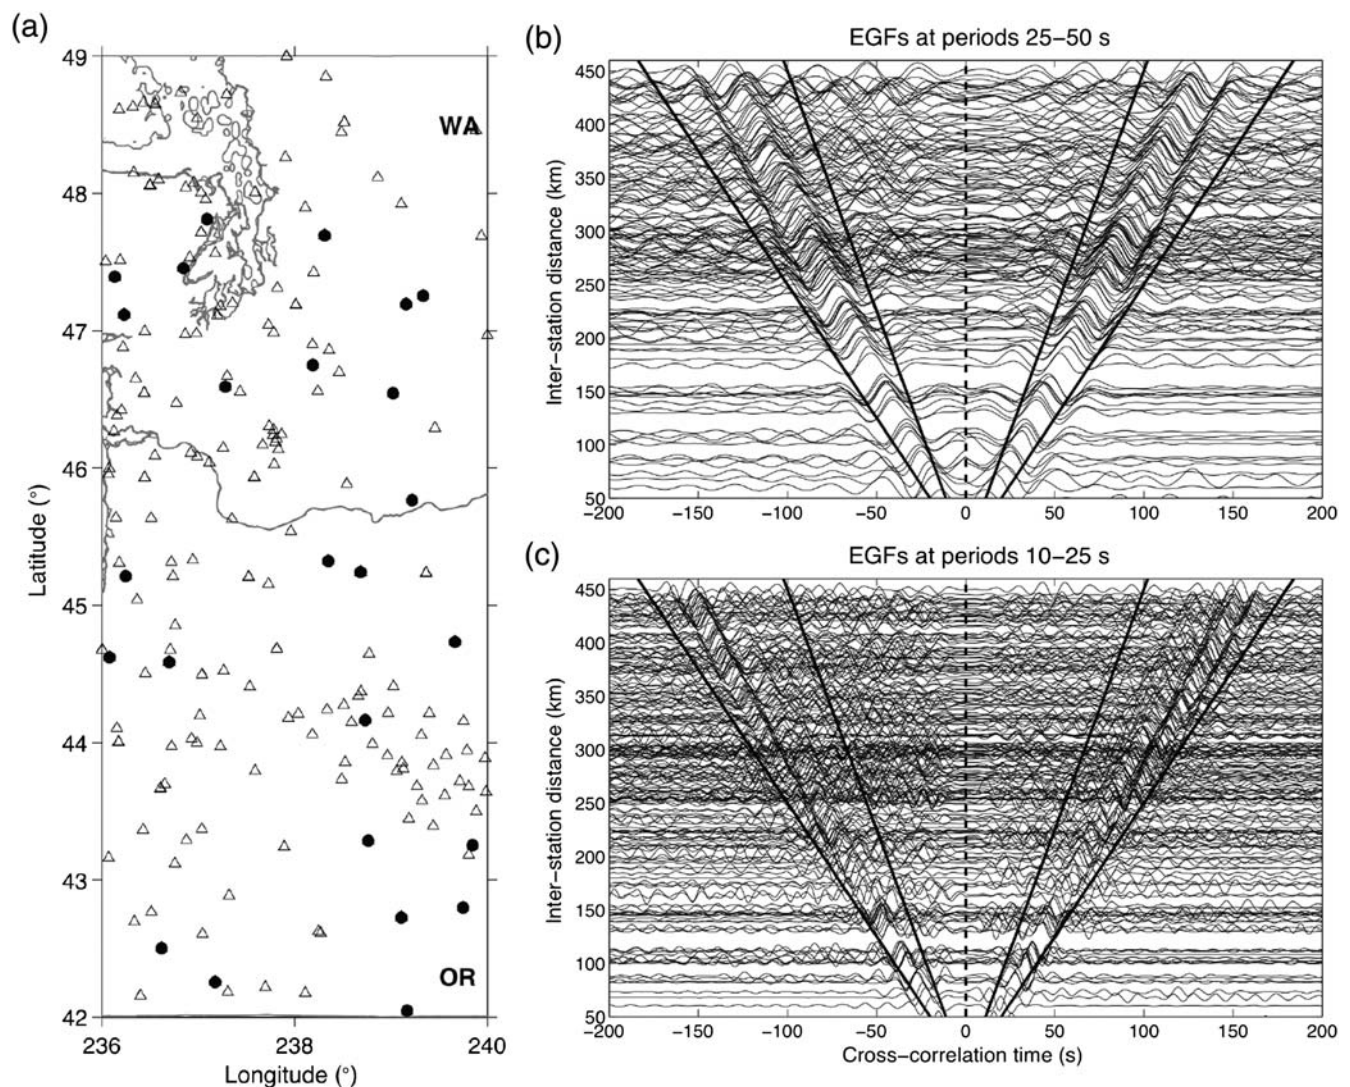 (a)
49
48
47
46
45
44
43
42
Latitude (°)
236
238
240
Longitude (°)
WA
OR
(b)
EGFs at periods 25−50 s
450
400
350
300
250
200
150
100
50
Inter−station distance (km)
−200 −150 −100 −50 0 50 100 150 200
(c)
EGFs at periods 10−25 s
450
400
350
300
250
200
150
100
50
Inter−station distance (km)
−200 −150 −100 −50 0 50 100 150 200
Cross−correlation time (s)